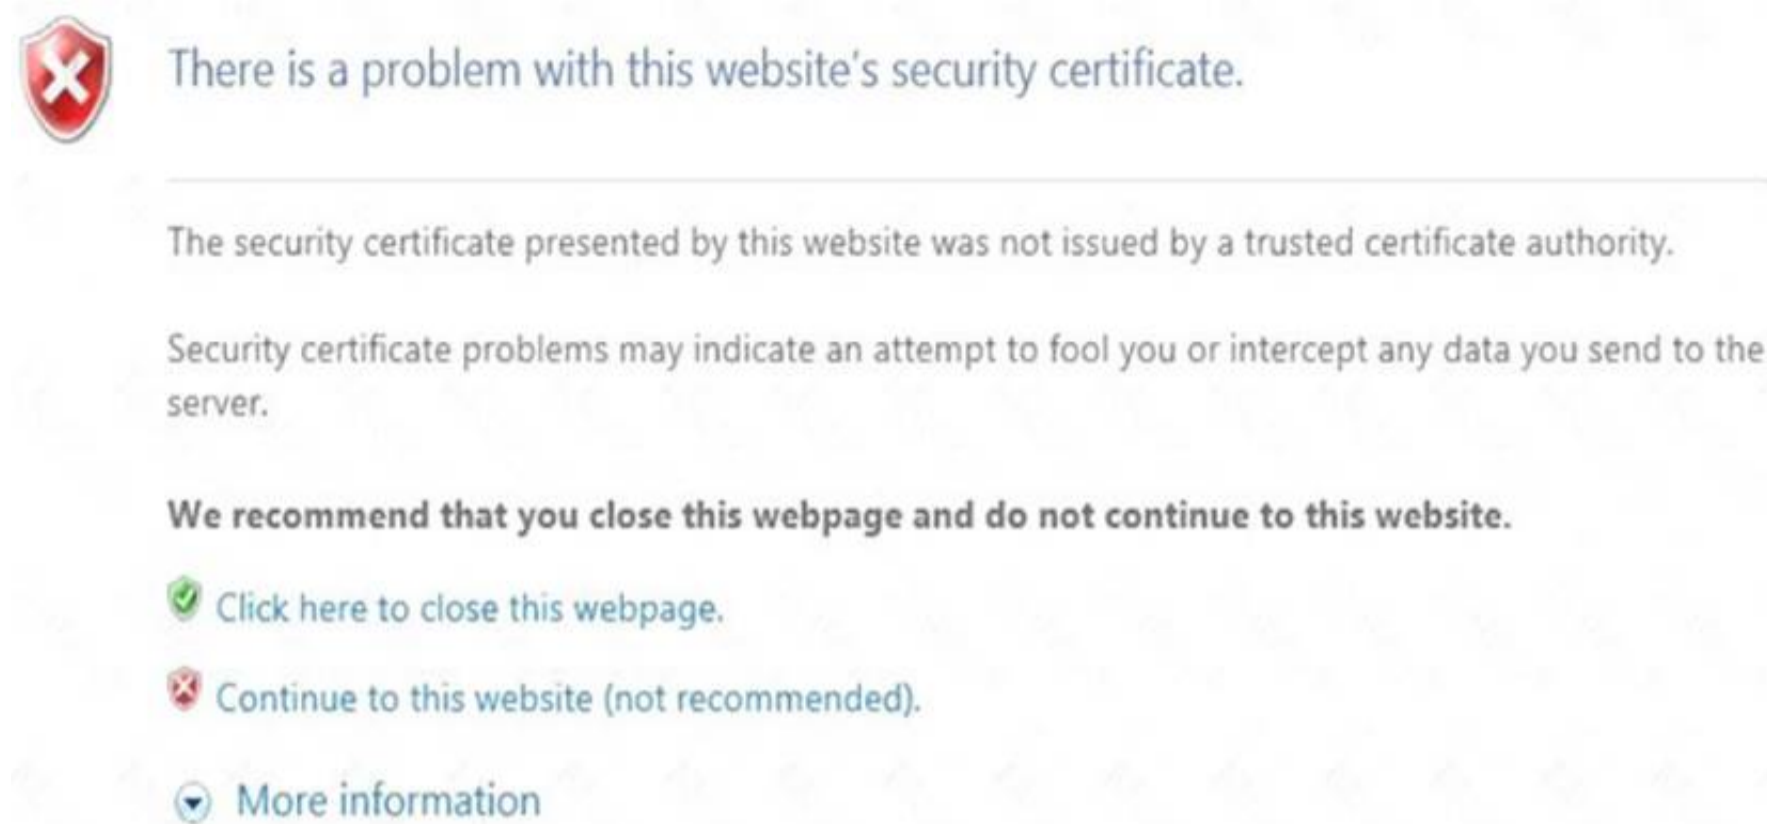 There is a problem with this website's security certificate.
The security certificate presented by this website was not issued by a trusted certificate authority.
Security certificate problems may indicate an attempt to fool you or intercept any data you send to the
server.
We recommend that you close this webpage and do not continue to this website.
Click here to close this webpage.
Continue to this website (not recommended).
More information